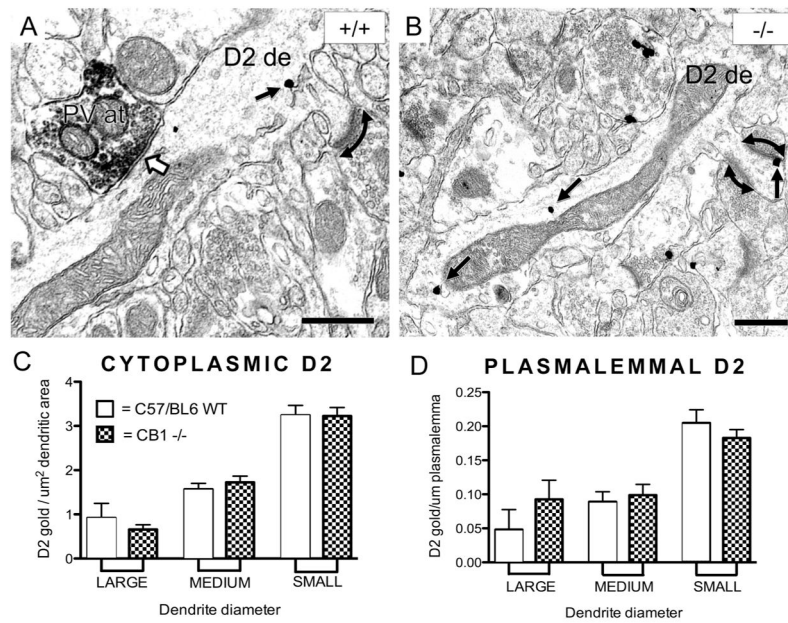 A
+/+
D2 de
PV at
B
-/-
D2 de
C
CYTOPLASMIC D2
D2 gold / um² dendritic area
4
3
2
1
0
= C57/BL6 WT
= CB1 -/-
LARGE
MEDIUM
SMALL
Dendrite diameter
D
PLASMALEMMAL D2
D2 gold/um plasmalemma
0.20
0.15
0.10
0.05
0.00
LARGE
MEDIUM
SMALL
Dendrite diameter